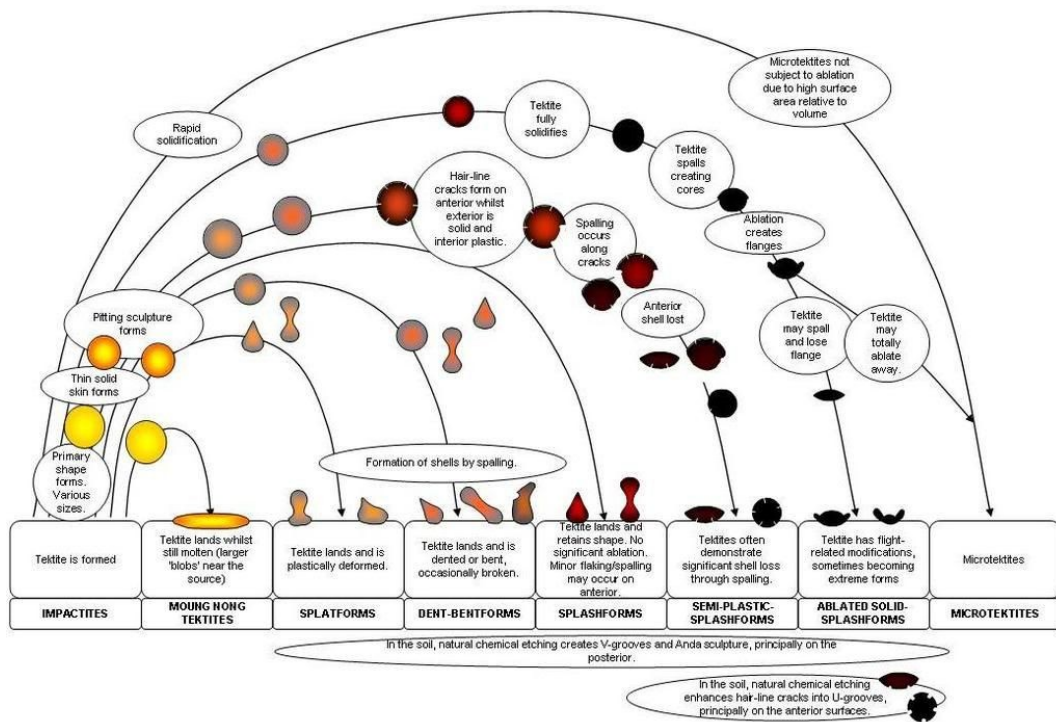 Microtektites not
subject to ablation
due to high surface
area relative to
volume
Rapid
solidification
Tektite
fully
solidifies
Tektite
spalls
creating
cores
Hair-line
cracks form on
anterior whilst
exterior is
solid and
interior plastic.
Spalling
occurs
along
cracks
Ablation
creates
flanges
Pitting sculpture
forms
Anterior
shell lost
Tektite
may spall
and lose
flange
Tektite
may
totally
ablate
away.
Thin solid
skin forms
Primary
shape
forms.
Various
sizes.
Formation of shells by spalling.
Tektite is formed
Tektite lands whilst
still molten (larger
'blobs' near the
source)
Tektite lands and is
plastically deformed.
Tektite lands and is
dented or bent,
occasionally broken.
Tektite lands and
retains shape. No
significant ablation.
Minor flaking/spalling
may occur on
anterior.
Tektites often
demonstrate
significant shell loss
through spalling.
Tektite has flight-
related modifications,
sometimes becoming
extreme forms
Microtektites
IMPACTITES
MOUNG NONG
TEKTITES
SPLATFORMS
DENT-BENTFORMS
SPLASHFORMS
SEMI-PLASTIC-
SPLASHFORMS
ABLATED SOLID-
SPLASHFORMS
MICROTEKTITES
In the soil, natural chemical etching creates V-grooves and Anda sculpture, principally on the
posterior.
In the soil, natural chemical etching
enhances hair-line cracks into U-grooves,
principally on the anterior surfaces.